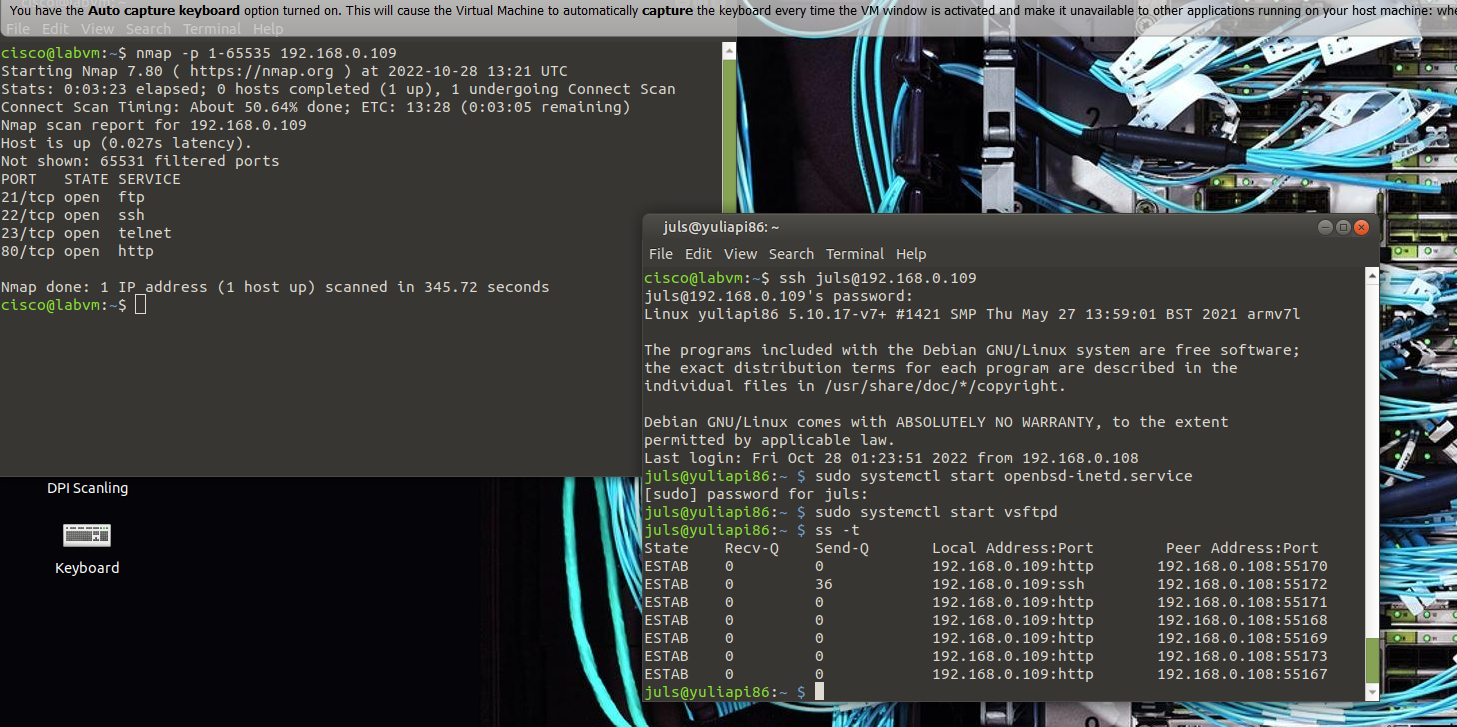 You have the Auto capture keyboard option turned on. This will cause the Virtual Machine to automatically capture the keyboard every time the VM window is activated and make it unavailable to other applications running on your host machine:
File Edit View Search Terminal Help
cisco@labvm:~$ nmap -p 1-65535 192.168.0.109
Starting Nmap 7.80 ( https://nmap.org ) at 2022-10-28 13:21 UTC
Stats: 0:03:23 elapsed; 0 hosts completed (1 up), 1 undergoing Connect Scan
Connect Scan Timing: About 50.64% done; ETC: 13:28 (0:03:05 remaining)
Nmap scan report for 192.168.0.109
Host is up (0.027s latency).
Not shown: 65531 filtered ports
PORT   STATE SERVICE
21/tcp open  ftp
22/tcp open  ssh
23/tcp open  telnet
80/tcp open  http
Nmap done: 1 IP address (1 host up) scanned in 345.72 seconds
cisco@labvm:~$
DPI Scanling
Keyboard
juls@yuliapi86: ~
File Edit View Search Terminal Help
cisco@labvm:~$ ssh juls@192.168.0.109
juls@192.168.0.109's password:
Linux yuliapi86 5.10.17-v7+ #1421 SMP Thu May 27 13:59:01 BST 2021 armv7l
The programs included with the Debian GNU/Linux system are free software;
the exact distribution terms for each program are described in the
individual files in /usr/share/doc/*/copyright.
Debian GNU/Linux comes with ABSOLUTELY NO WARRANTY, to the extent
permitted by applicable law.
Last login: Fri Oct 28 01:23:51 2022 from 192.168.0.108
juls@yuliapi86:~ $ sudo systemctl start openbsd-inetd.service
[sudo] password for juls:
juls@yuliapi86:~ $ sudo systemctl start vsftpd
juls@yuliapi86:~ $ ss -t
State Recv-Q Send-Q Local Address:Port Peer Address:Port
ESTAB 0 0 192.168.0.109:http 192.168.0.108:55170
ESTAB 0 36 192.168.0.109:ssh 192.168.0.108:55172
ESTAB 0 0 192.168.0.109:http 192.168.0.108:55171
ESTAB 0 0 192.168.0.109:http 192.168.0.108:55168
ESTAB 0 0 192.168.0.109:http 192.168.0.108:55169
ESTAB 0 0 192.168.0.109:http 192.168.0.108:55173
ESTAB 0 0 192.168.0.109:http 192.168.0.108:55167
juls@yuliapi86:~ $